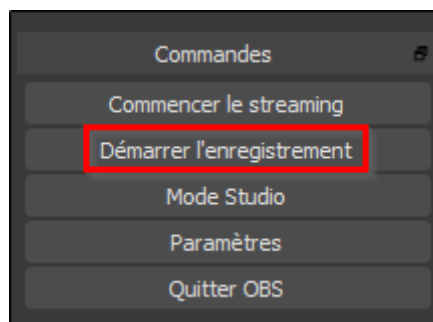 Commandes
Commencer le streaming
Démarrer l'enregistrement
Mode Studio
Paramètres
Quitter OBS